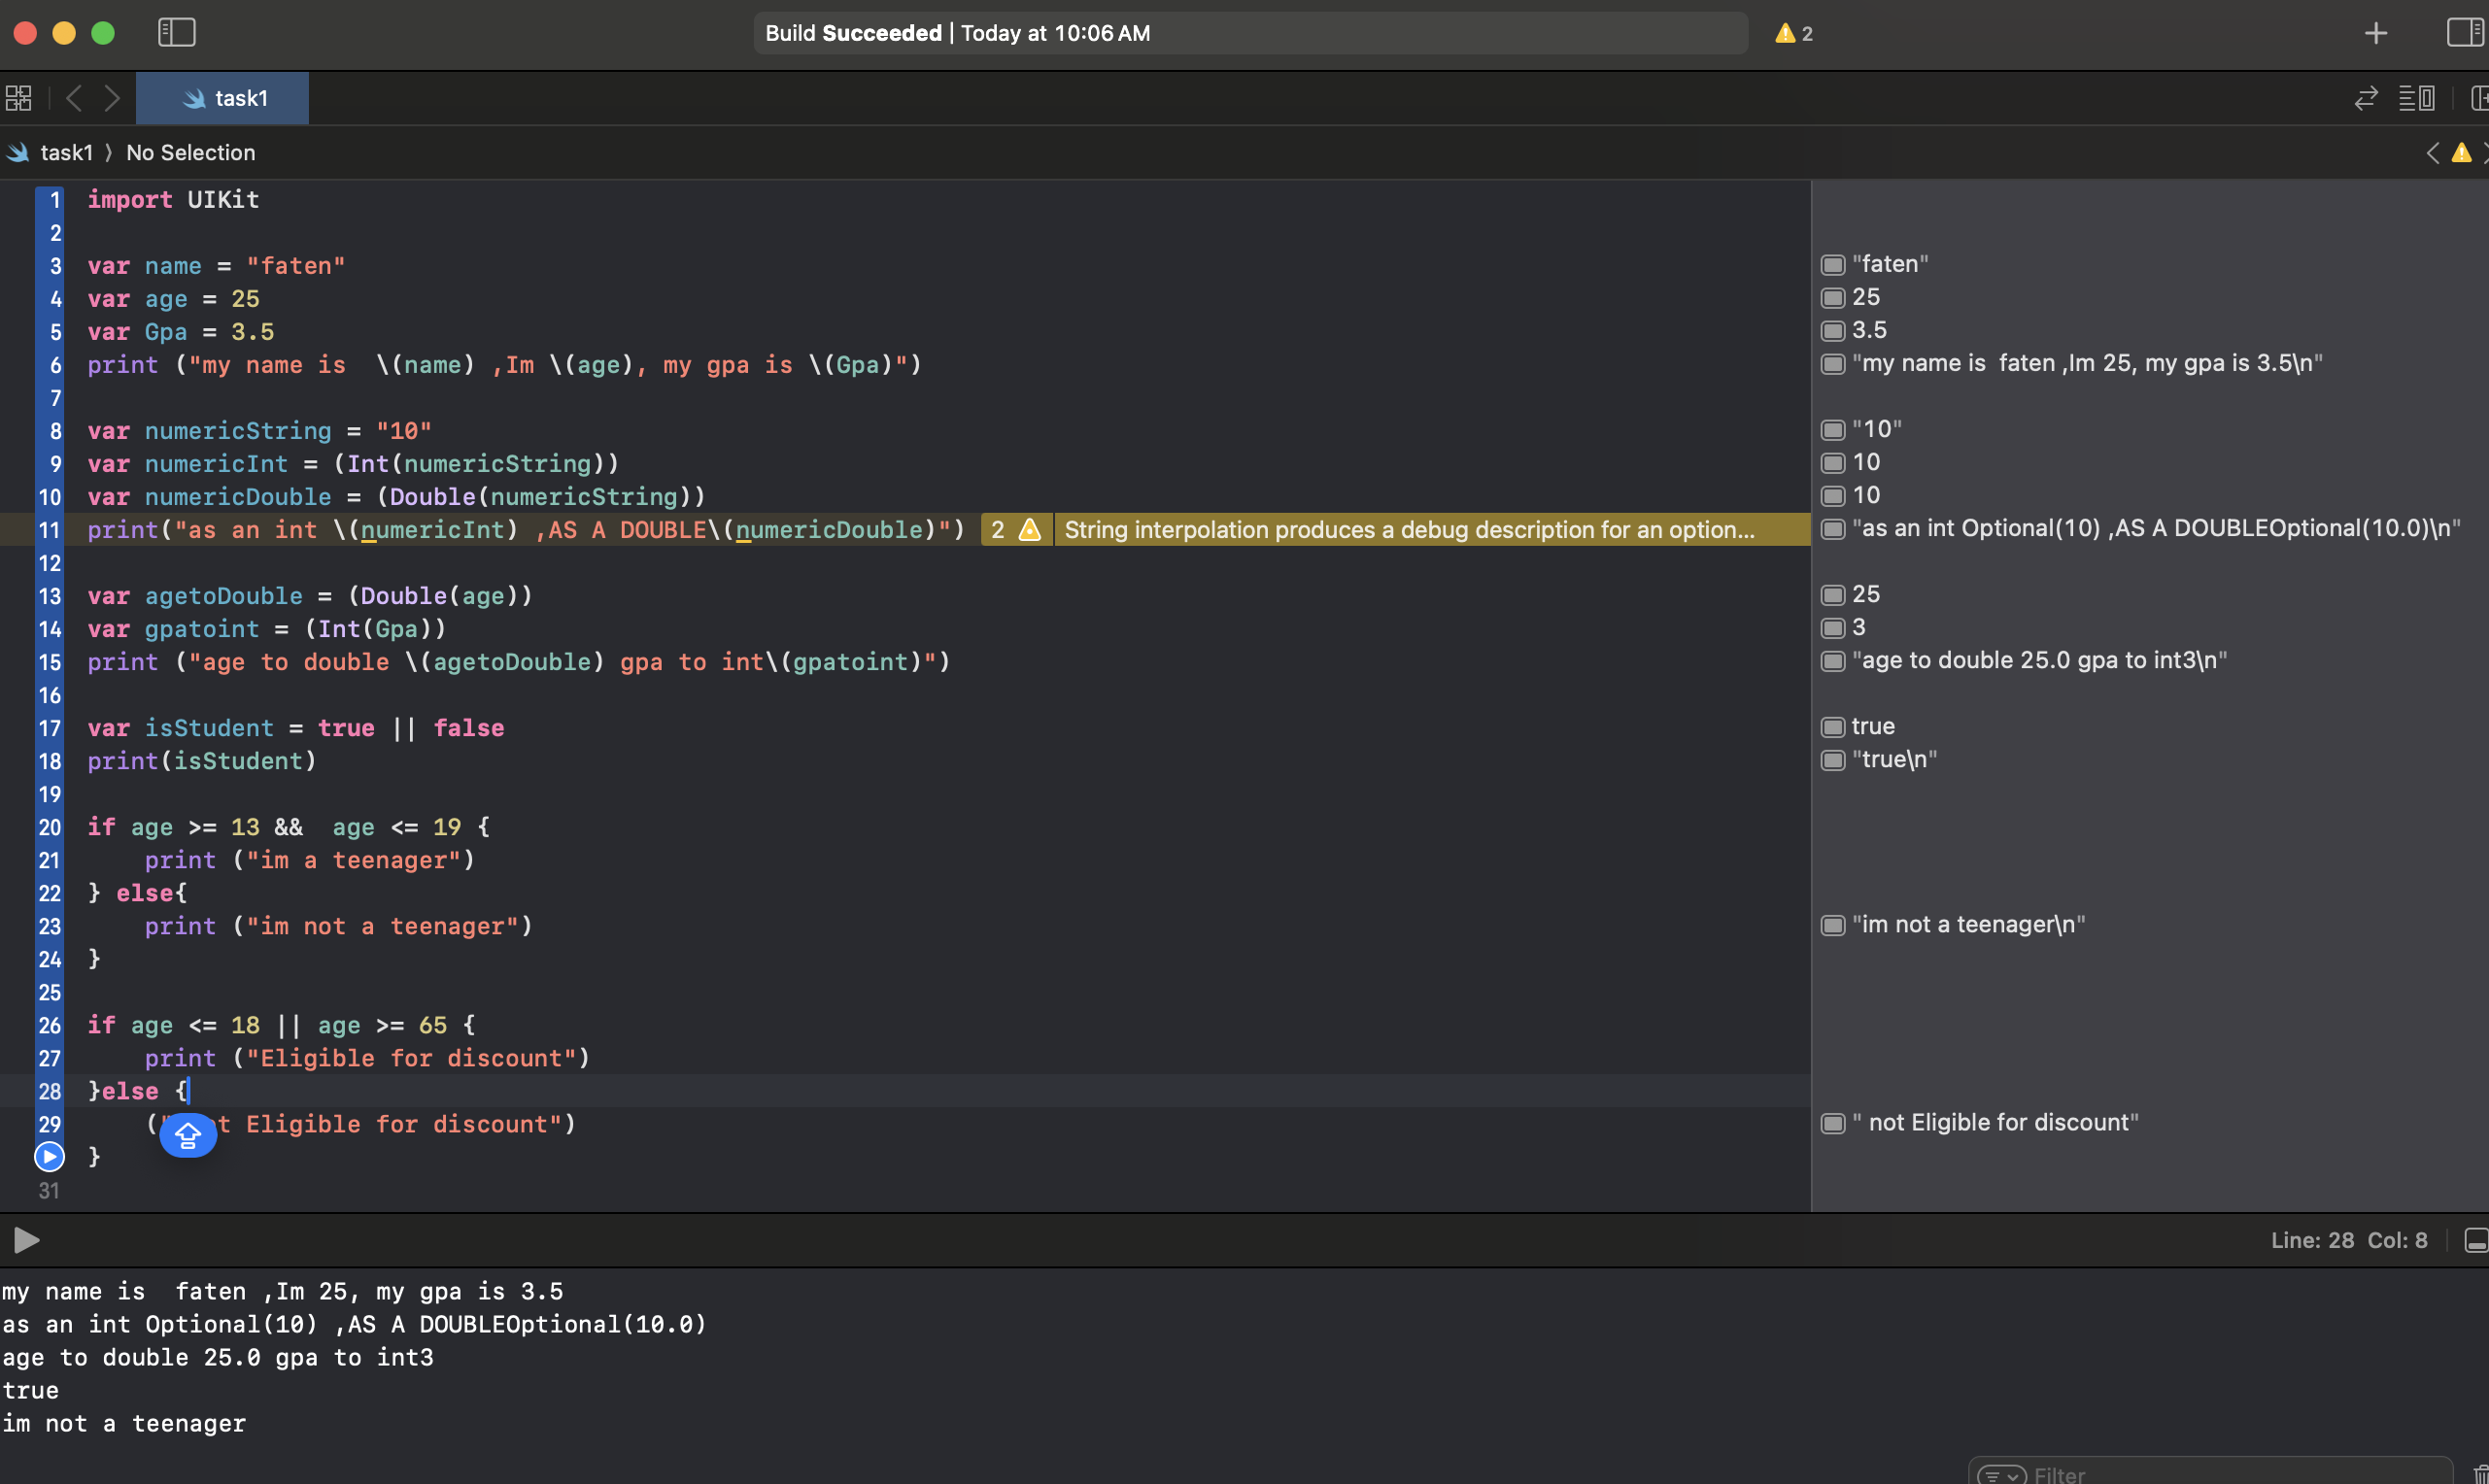 Build Succeeded | Today at 10:06 AM
2
task1
task1 〉 No Selection
1 import UIKit
2
3 var name = "faten"
"faten"
4 var age = 25
25
5 var Gpa = 3.5
3.5
6 print ("my name is  \(name) ,Im \(age), my gpa is \(Gpa)")
"my name is  faten ,Im 25, my gpa is 3.5\n"
7
8 var numericString = "10"
"10"
9 var numericInt = (Int(numericString))
10
10 var numericDouble = (Double(numericString))
10
11 print("as an int \(numericInt) ,AS A DOUBLE\(numericDouble)")
2 String interpolation produces a debug description for an option...
"as an int Optional(10) ,AS A DOUBLEOptional(10.0)\n"
12
13 var agetoDouble = (Double(age))
25
14 var gpatoint = (Int(Gpa))
3
15 print ("age to double \(agetoDouble) gpa to int\(gpatoint)")
"age to double 25.0 gpa to int3\n"
16
17 var isStudent = true || false
true
18 print(isStudent)
"true\n"
19
20 if age >= 13 &&  age <= 19 {
21     print ("im a teenager")
22 } else{
23     print ("im not a teenager")
"im not a teenager\n"
24 }
25
26 if age <= 18 || age >= 65 {
27     print ("Eligible for discount")
28 }else {
29     ( Eligible for discount")
" not Eligible for discount"
}
31
Line: 28 Col: 8
my name is  faten ,Im 25, my gpa is 3.5
as an int Optional(10) ,AS A DOUBLEOptional(10.0)
age to double 25.0 gpa to int3
true
im not a teenager
Filter